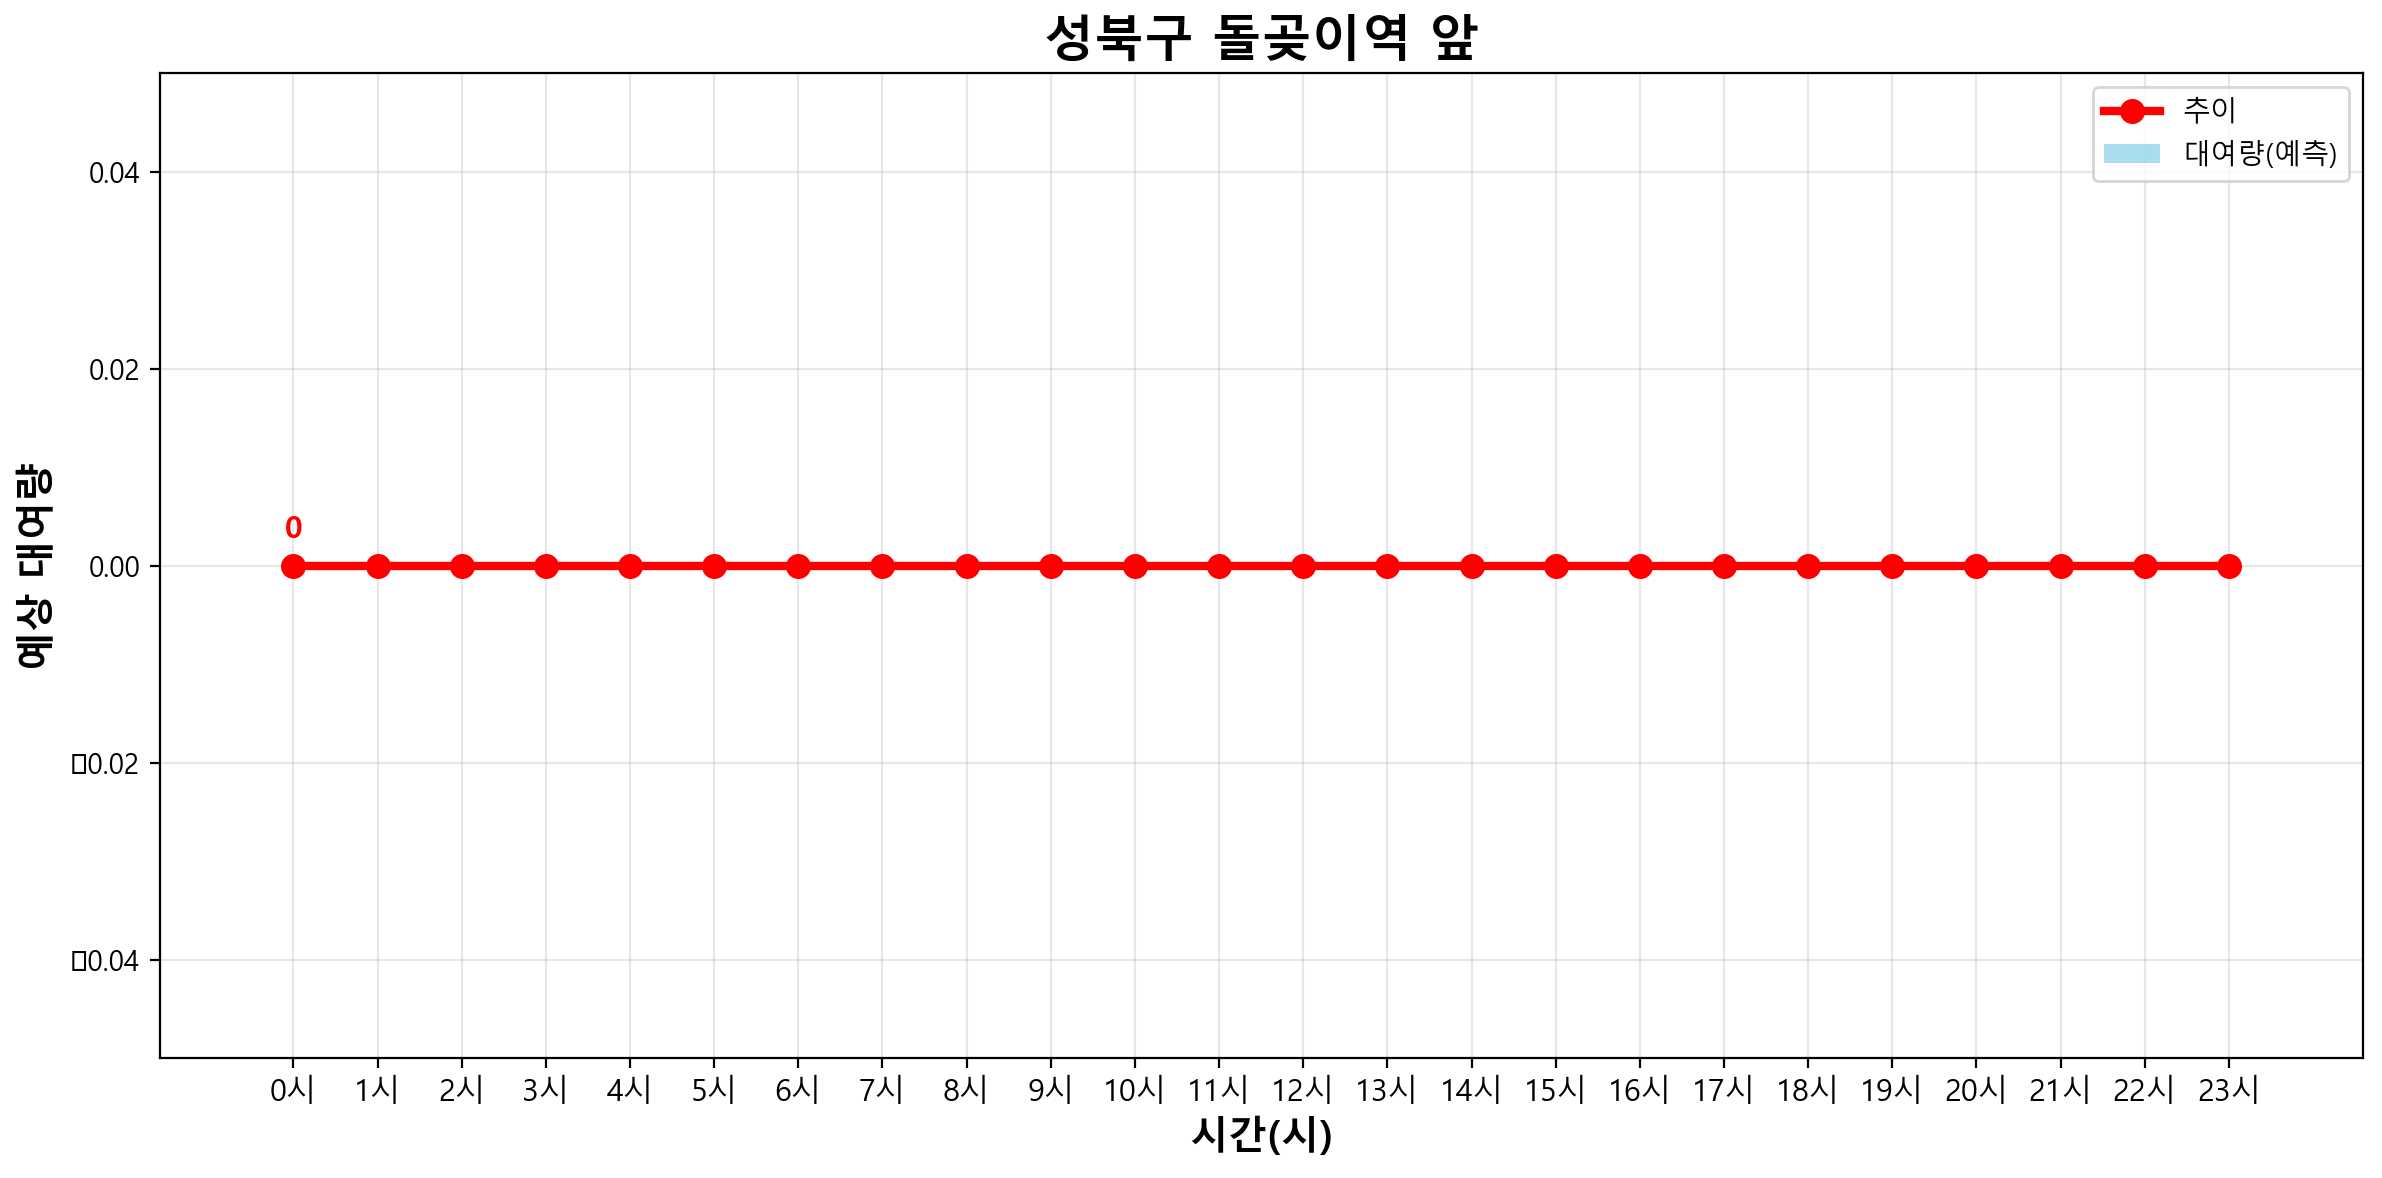 성북구 돌곶이역 앞
추이
대여량(예측)
예상 대여량
0.04
0.02
0.00
▯0.02
▯0.04
0
0시 1시 2시 3시 4시 5시 6시 7시 8시 9시 10시 11시 12시 13시 14시 15시 16시 17시 18시 19시 20시 21시 22시 23시
시간(시)